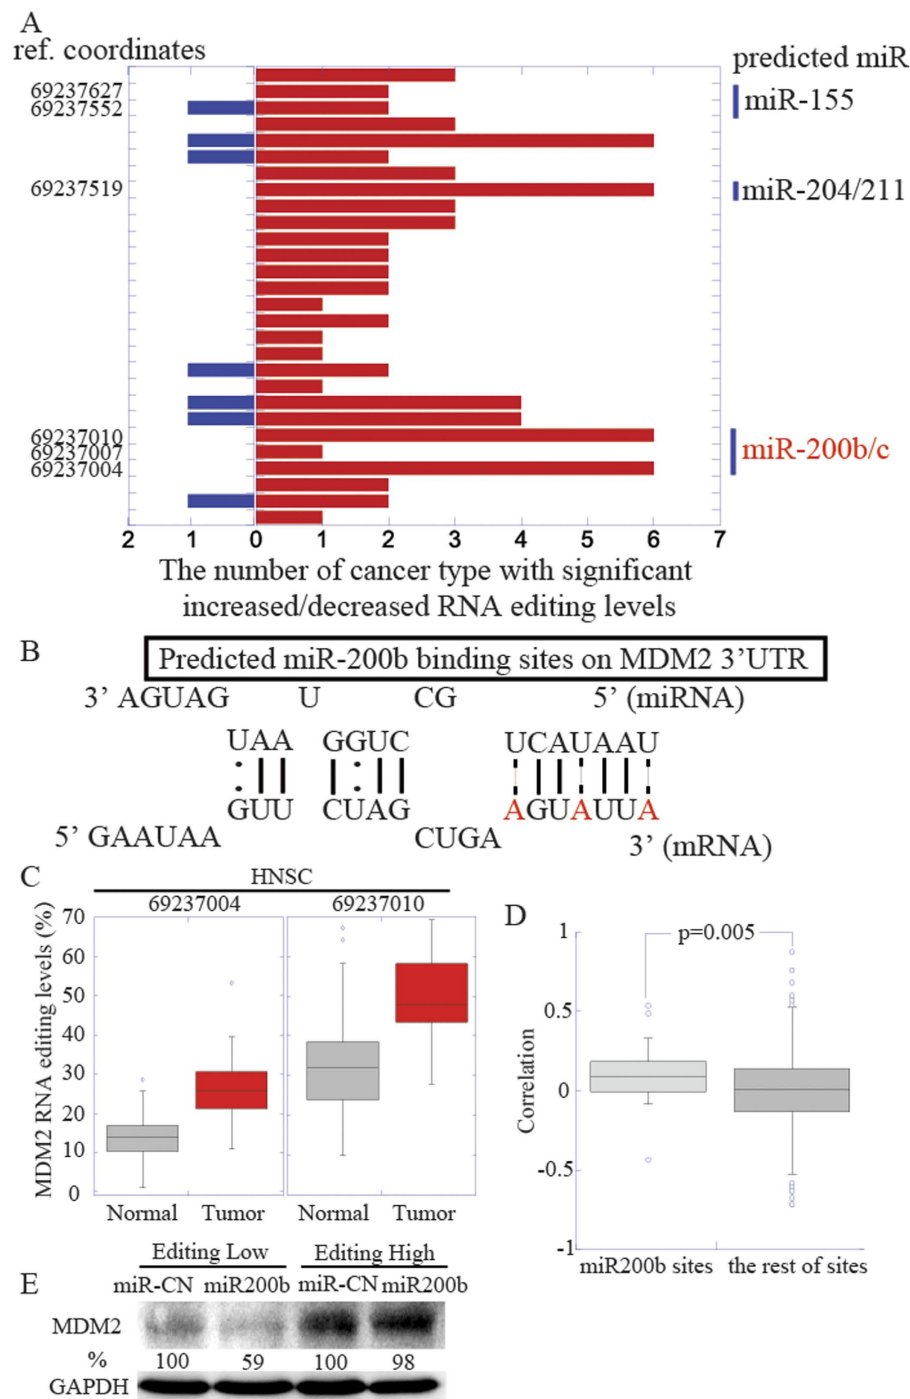 A
ref. coordinates
predicted miR
69237627
69237552
miR-155
69237519
miR-204/211
69237010
69237007
69237004
miR-200b/c
2 1 0 1 2 3 4 5 6 7
The number of cancer type with significant
increased/decreased RNA editing levels
B
Predicted miR-200b binding sites on MDM2 3’UTR
3’ AGUAG U CG 5’ (miRNA)
UAA GGUC UCAUAAU
GUU CUAG AGUAUUA
5’ GAAUAA CUGA 3’ (mRNA)
C
HNSC
69237004 69237010
MDM2 RNA editing levels (%)
70
60
50
40
30
20
10
0
Normal Tumor Normal Tumor
D
p=0.005
Correlation
1
0.5
0
-0.5
-1
miR200b sites the rest of sites
E
Editing Low Editing High
miR-CN miR200b miR-CN miR200b
MDM2
% 100 59 100 98
GAPDH